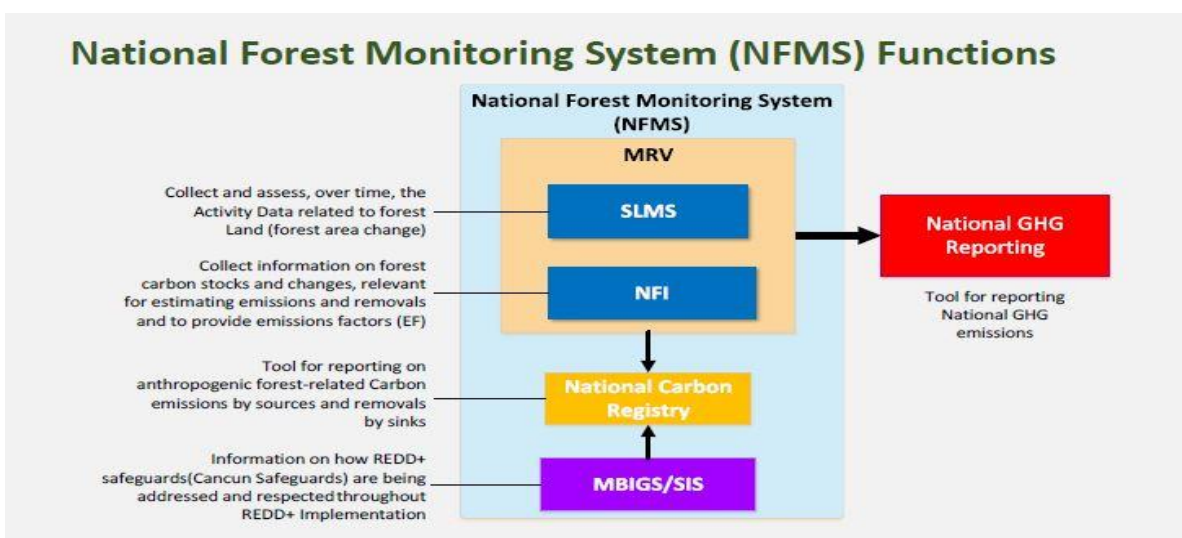 National Forest Monitoring System (NFMS) Functions
National Forest Monitoring System
(NFMS)
MRV
Collect and assess, over time, the
Activity Data related to forest
Land (forest area change)
SLMS
National GHG
Reporting
Collect information on forest
carbon stocks and changes, relevant
for estimating emissions and removals
and to provide emissions factors (EF)
NFI
Tool for reporting
National GHG
emissions
Tool for reporting on
anthropogenic forest-related Carbon
emissions by sources and removals
by sinks
National Carbon
Registry
Information on how REDD+
safeguards(Cancun Safeguards) are being
addressed and respected throughout
REDD+ Implementation
MBIGS/SIS